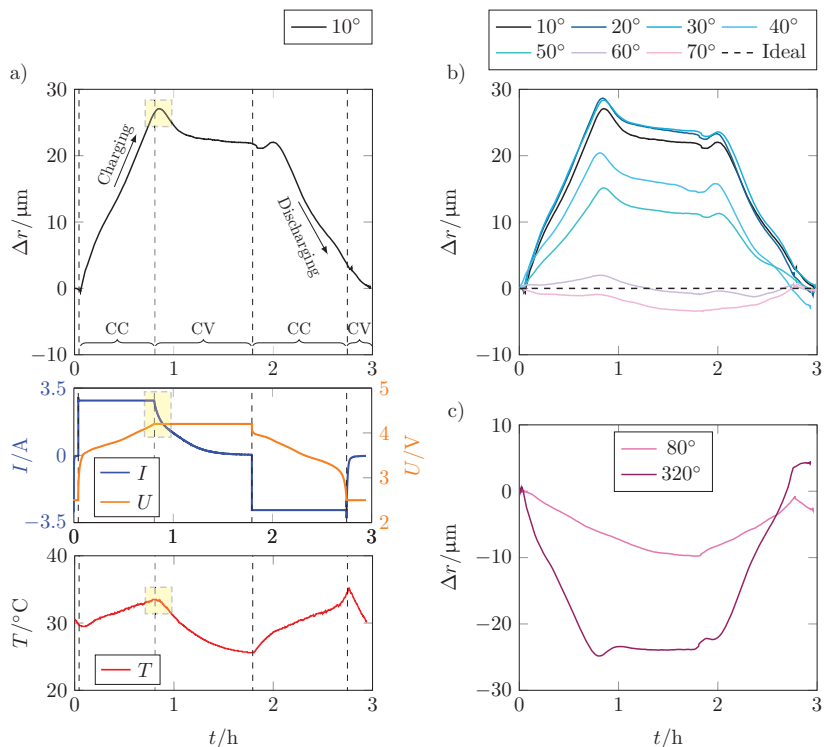 10°
a)
30
20
10
0
−10
Δr/μm
Charging
Discharging
CC CV CC CV
0 1 2 3
3.5
0
−3.5
I/A
5
4
3
2
U/V
I
U
0 1 2 3
40
30
20
T/°C
T
0 1 2 3
t/h
10° 20° 30° 40°
50° 60° 70° Ideal
b)
30
20
10
0
−10
Δr/μm
0 1 2 3
c)
80°
320°
10
0
−10
−20
−30
Δr/μm
0 1 2 3
t/h